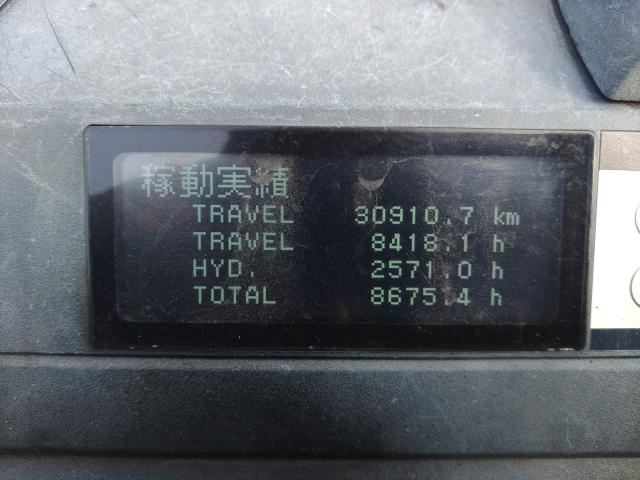 稼動実績
TRAVEL 30910.7 km
TRAVEL 8418.1 h
HYD. 2571.0 h
TOTAL 8675.4 h